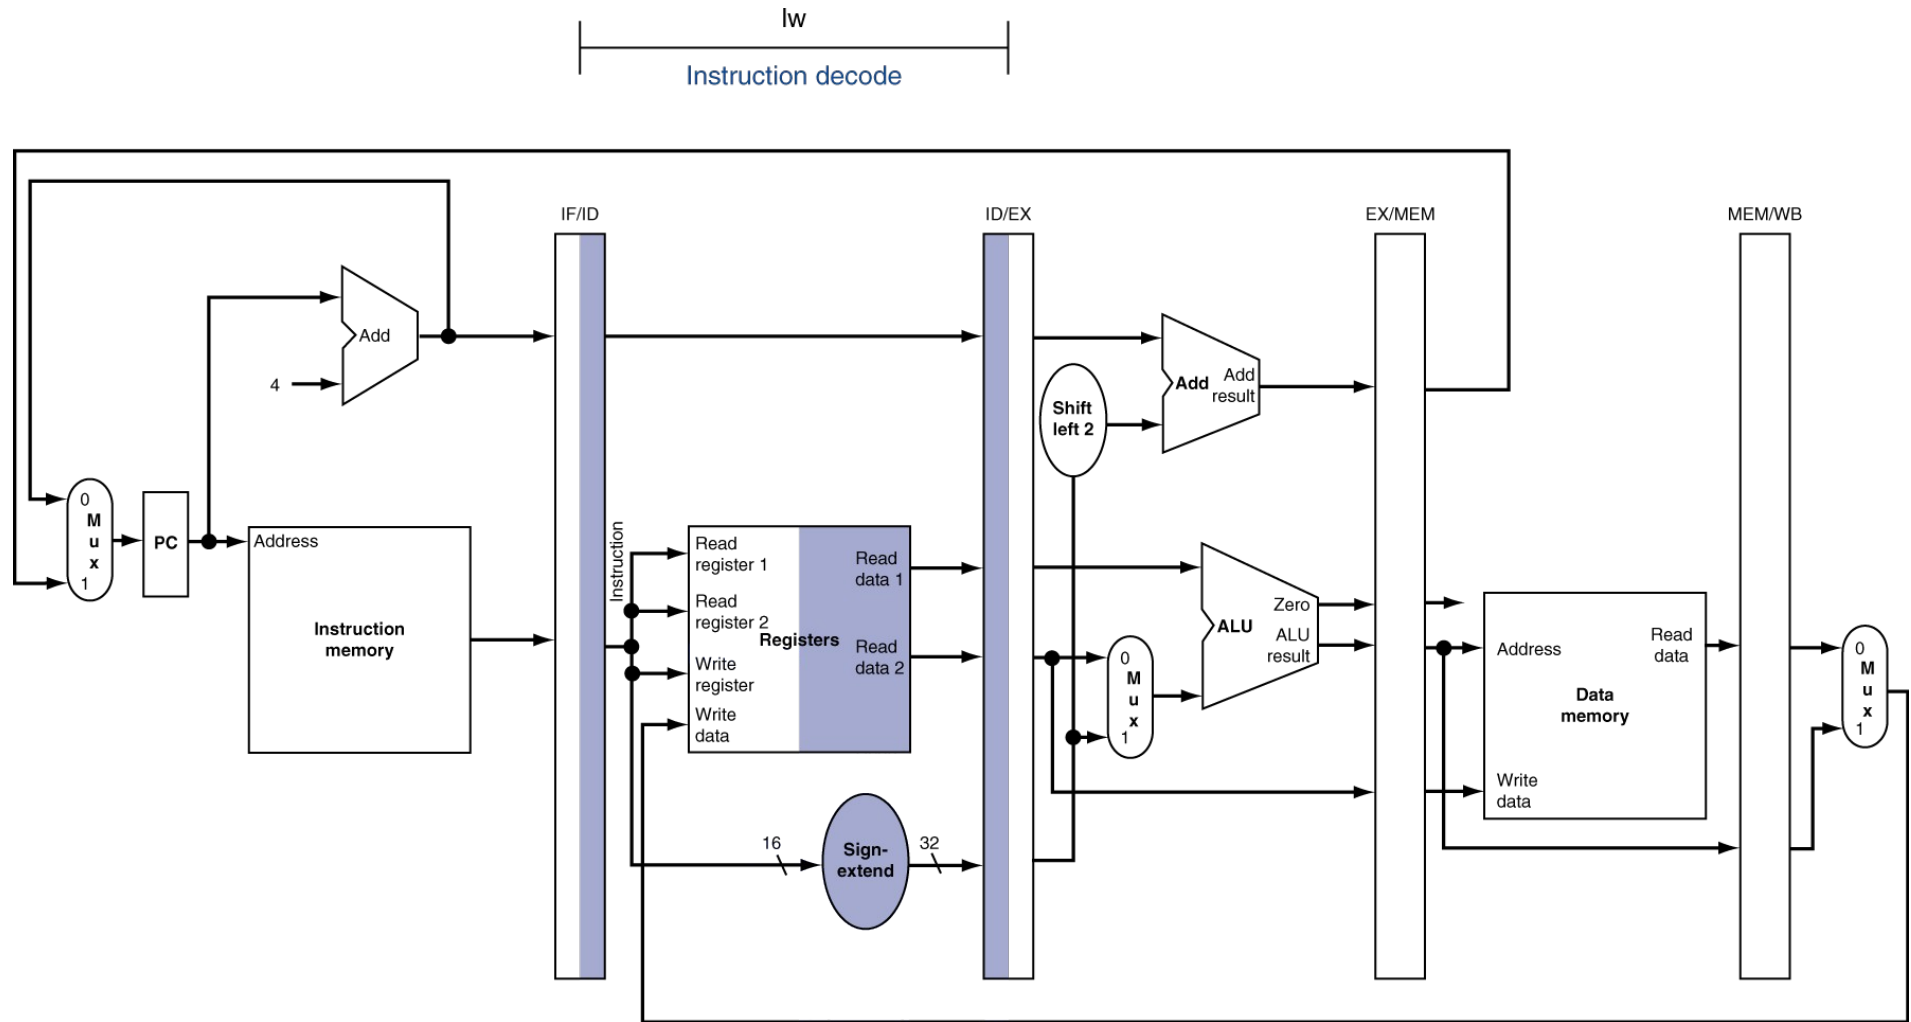 lw
Instruction decode
IF/ID
ID/EX
EX/MEM
MEM/WB
Add
4
Add
Add
result
Shift
left 2
0
M
u
x
1
PC
Address
Instruction
memory
Instruction
Read
register 1
Read
register 2
Registers
Write
register
Write
data
Read
data 1
Read
data 2
16
Sign-
extend
32
0
M
u
x
1
ALU
Zero
ALU
result
Address
Read
data
Data
memory
Write
data
0
M
u
x
1